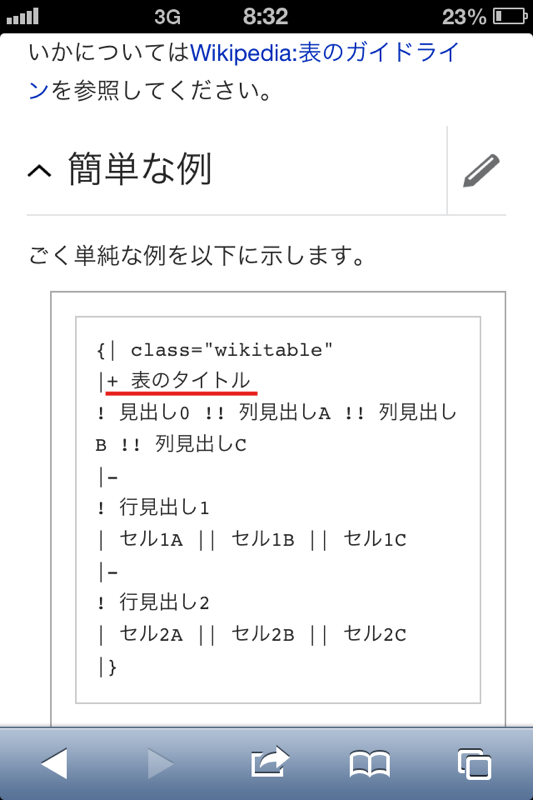 3G 8:32 23%
いかについてはWikipedia:表のガイドライ
ンを参照してください。
簡単な例
ごく単純な例を以下に示します。
{| class="wikitable"
|+ 表のタイトル
! 見出し0 !! 列見出しA !! 列見出し
B !! 列見出しC
|-
! 行見出し1
| セル1A || セル1B || セル1C
|-
! 行見出し2
| セル2A || セル2B || セル2C
|}